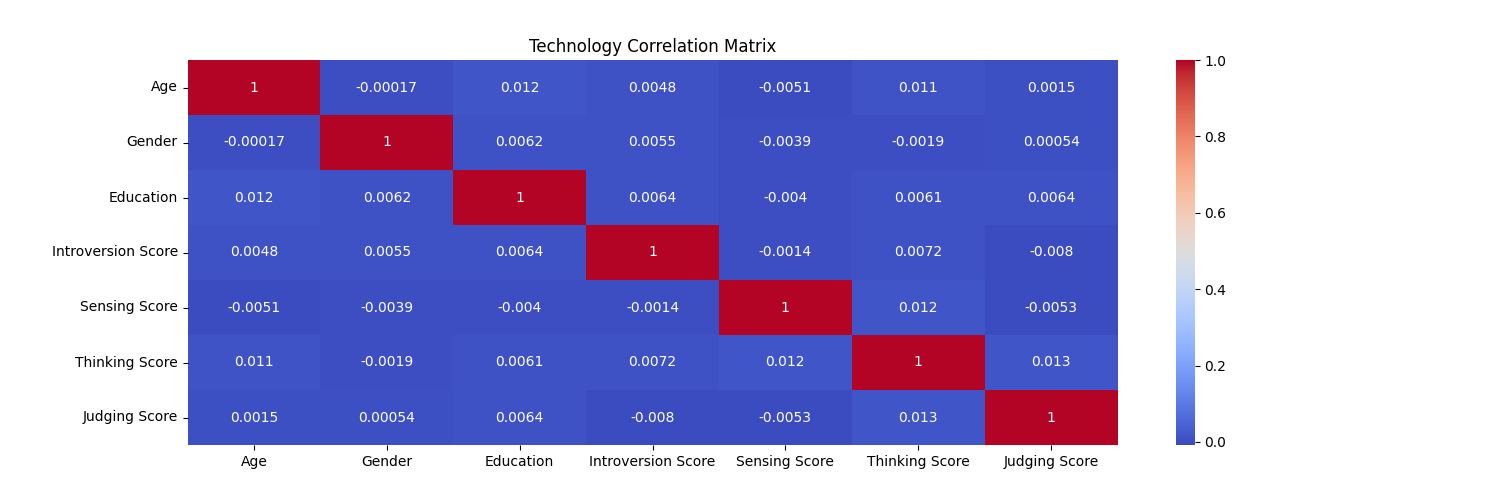 Technology Correlation Matrix
Age 1 -0.00017 0.012 0.0048 -0.0051 0.011 0.0015
Gender -0.00017 1 0.0062 0.0055 -0.0039 -0.0019 0.00054
Education 0.012 0.0062 1 0.0064 -0.004 0.0061 0.0064
Introversion Score 0.0048 0.0055 0.0064 1 -0.0014 0.0072 -0.008
Sensing Score -0.0051 -0.0039 -0.004 -0.0014 1 0.012 -0.0053
Thinking Score 0.011 -0.0019 0.0061 0.0072 0.012 1 0.013
Judging Score 0.0015 0.00054 0.0064 -0.008 -0.0053 0.013 1
Age Gender Education Introversion Score Sensing Score Thinking Score Judging Score
1.0
0.8
0.6
0.4
0.2
0.0